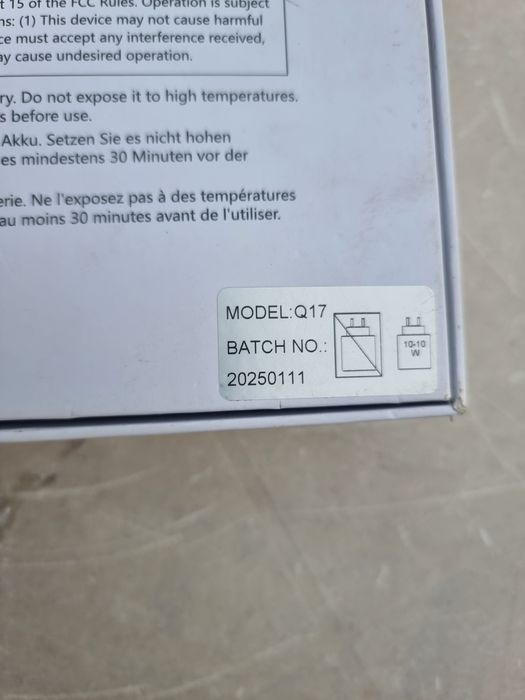 t 15 of the FCC Rules. Operation is subject
ns: (1) This device may not cause harmful
ce must accept any interference received,
ay cause undesired operation.
ry. Do not expose it to high temperatures.
s before use.
Akku. Setzen Sie es nicht hohen
es mindestens 30 Minuten vor der
erie. Ne l'exposez pas à des températures
au moins 30 minutes avant de l'utiliser.
MODEL:Q17
BATCH NO.:
20250111
10-10
W